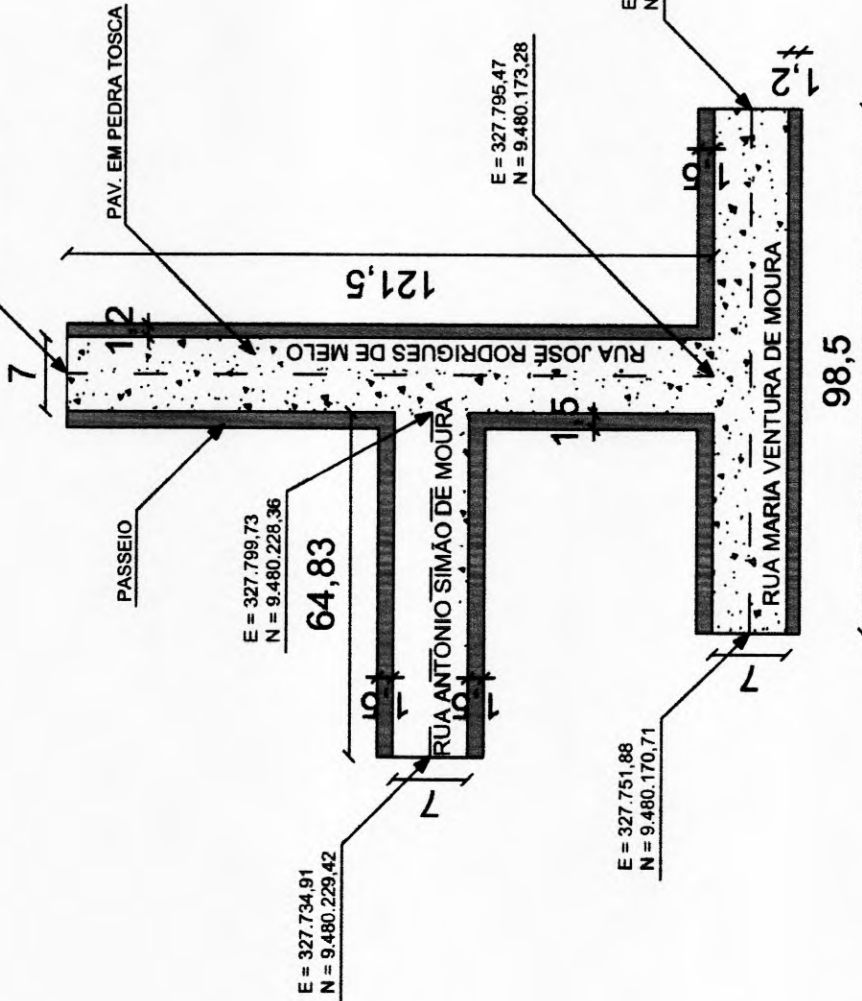 E
N
PAV. EM PEDRA TOSCA
7
1,2
E = 327.795,47
N = 9.480.173,28
1,2
PASSEIO
121,5
RUA JOSÉ RODRIGUES DE MELO
1,5
E = 327.799,73
N = 9.480.228,36
64,83
1,5
RUA ANTONIO SIMÃO DE MOURA
1,5
1,5
7
RUA MARIA VENTURA DE MOURA
98,5
7
E = 327.751,88
N = 9.480.170,71
E = 327.734,91
N = 9.480.229,42